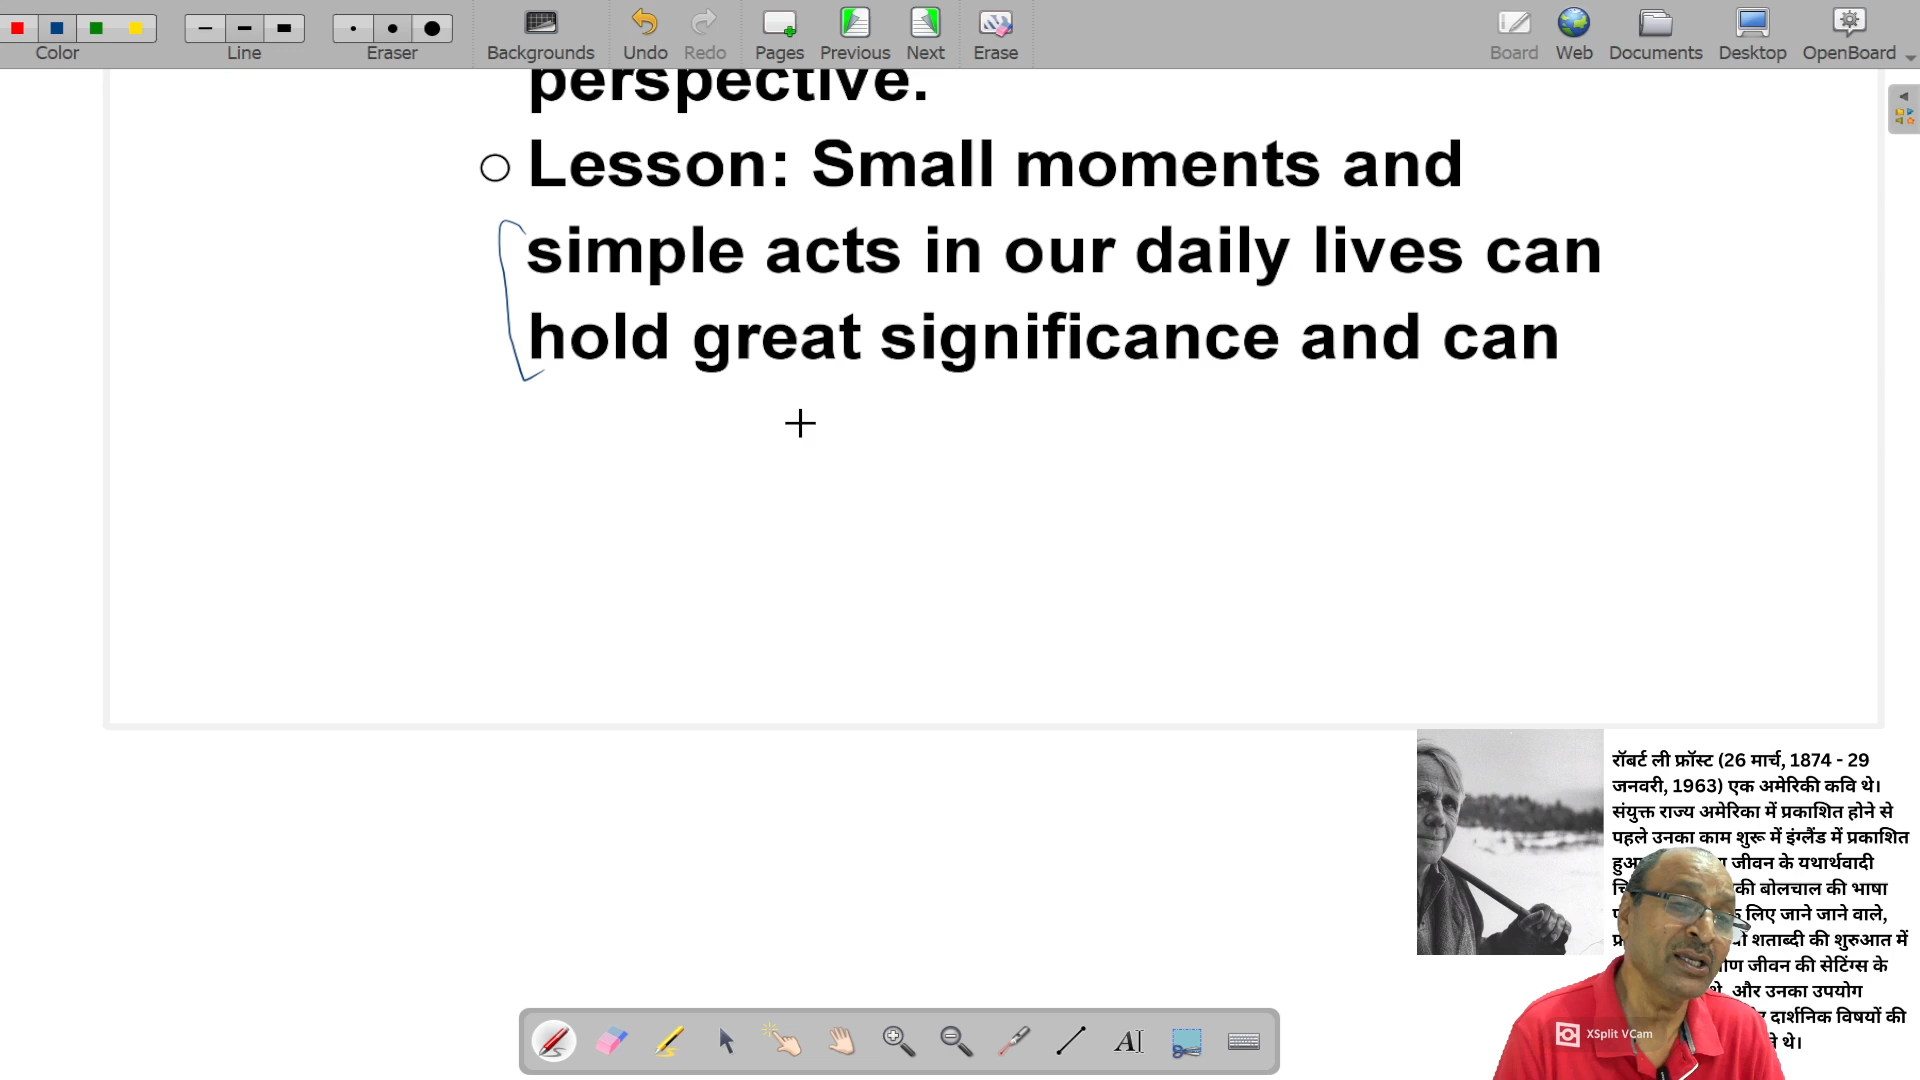 Color
Line
Eraser
Backgrounds
Undo
Redo
Pages
Previous
Next
Erase
Board
Web
Documents
Desktop
OpenBoard
perspective.
Lesson: Small moments and
simple acts in our daily lives can
hold great significance and can
रॉबर्ट ली फ्रॉस्ट (26 मार्च, 1874 - 29
जनवरी, 1963) एक अमेरिकी कवि थे।
संयुक्त राज्य अमेरिका में प्रकाशित होने से
पहले उनका काम शुरू में इंग्लैंड में प्रकाशित
जीवन के यथार्थवादी
की बोलचाल की भाषा
लिए जाने जाने वाले,
शताब्दी की शुरुआत में
जीवन की सेटिंग्स के
थे, और उनका उपयोग
दार्शनिक विषयों की
थे।
XSplit VCam